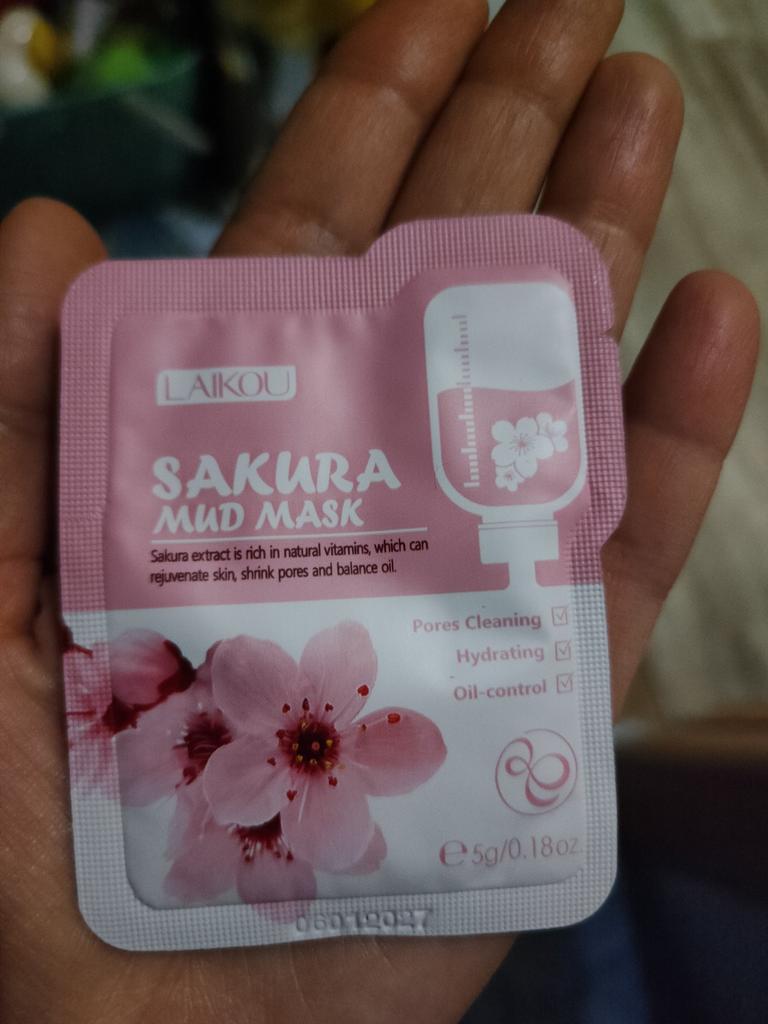 LAIKOU
SAKURA
MUD MASK
Sakura extract is rich in natural vitamins, which can
rejuvenate skin, shrink pores and balance oil.
Pores Cleaning ☑
Hydrating ☑
Oil-control ☑
℮ 5g/0.18oz.
06012027